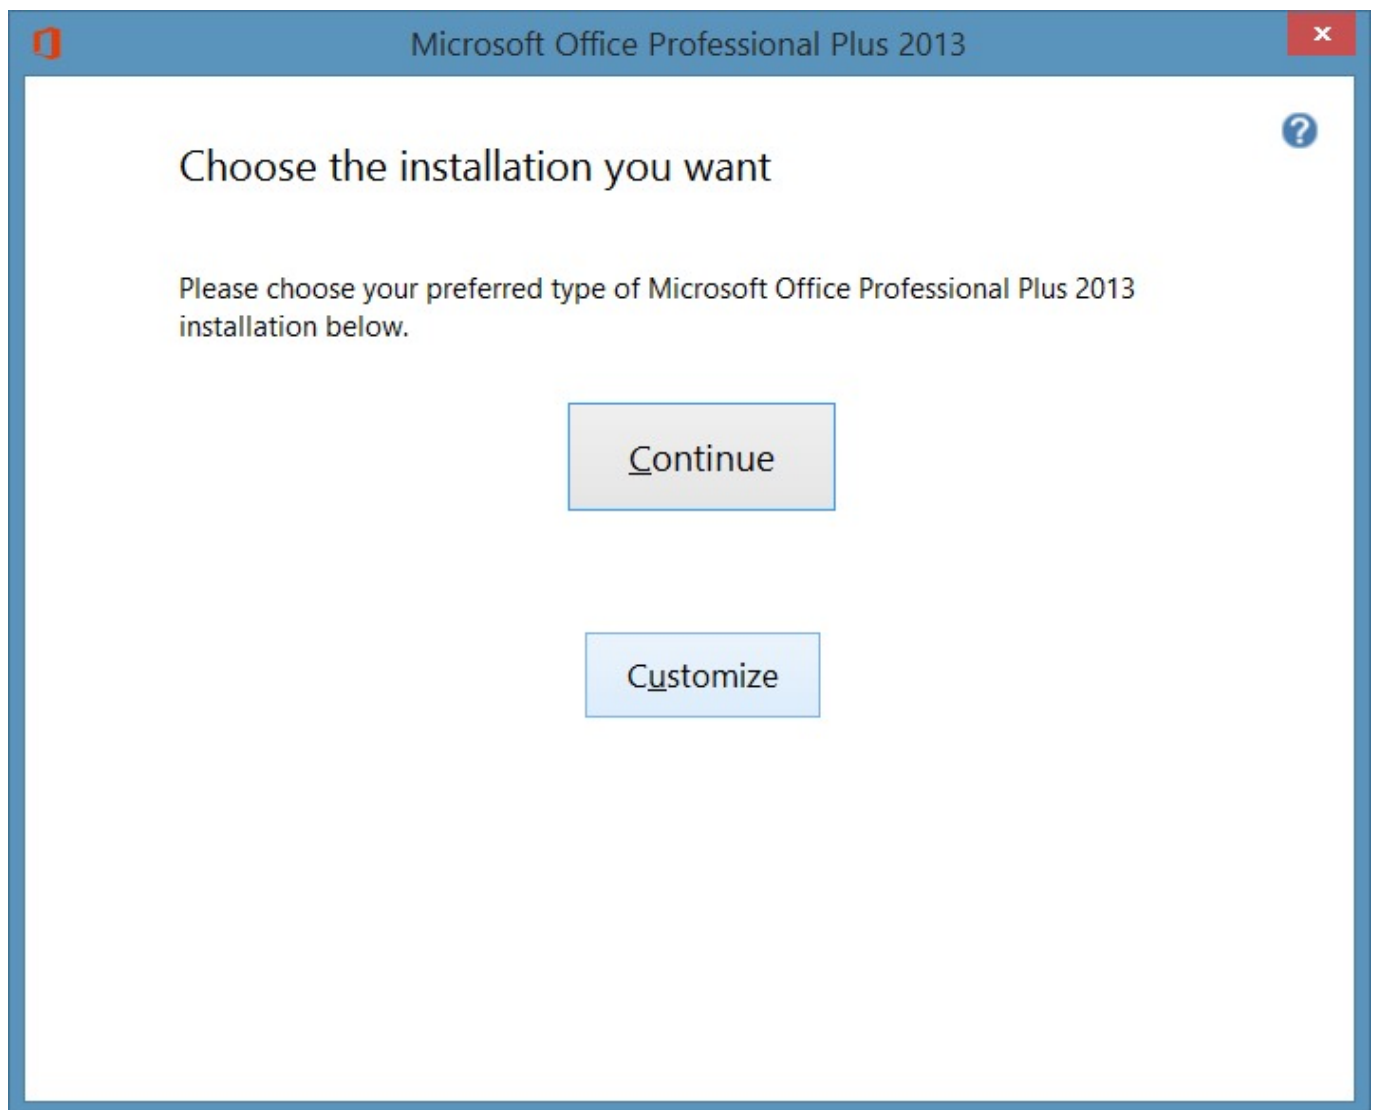 Microsoft Office Professional Plus 2013
Choose the installation you want
Please choose your preferred type of Microsoft Office Professional Plus 2013
installation below.
Continue
Customize